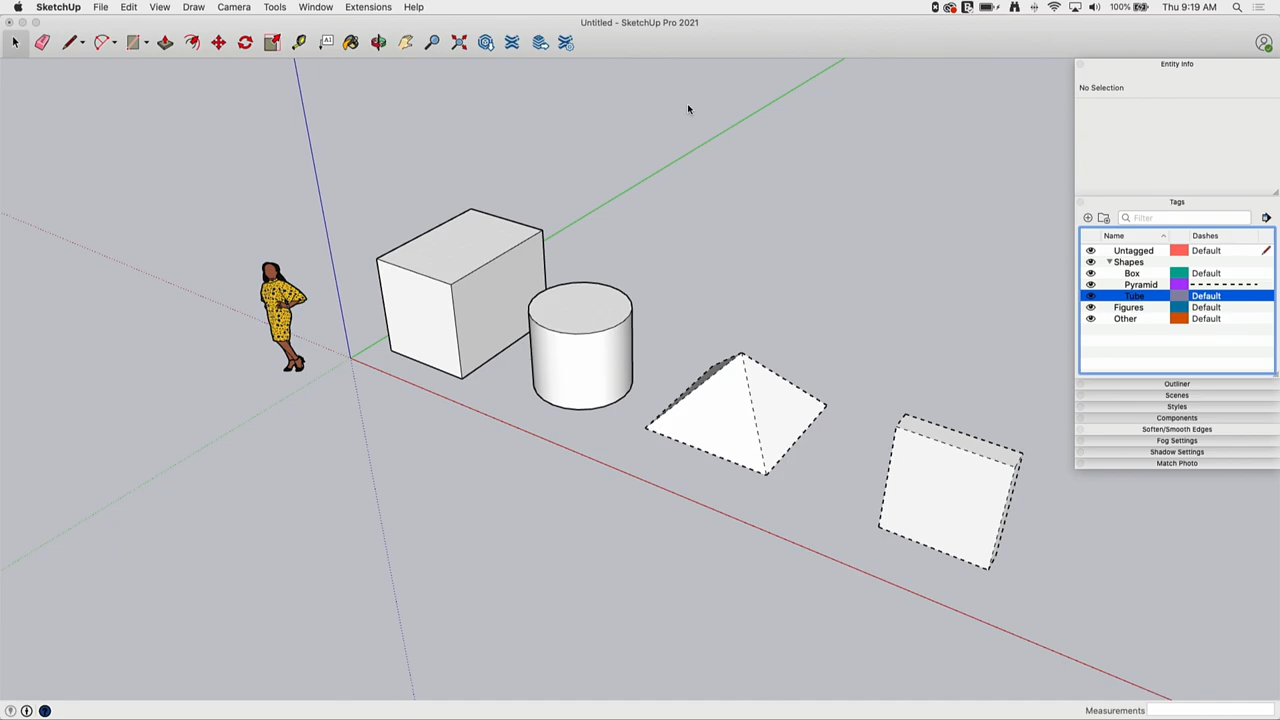 SketchUp File Edit View Draw Camera Tools Window Extensions Help 100% Thu 9:19 AM
Untitled - SketchUp Pro 2021
Entity Info
No Selection
Tags
Filter
Name Dashes
Untagged Default
Shapes
Box Default
Pyramid
Tube Default
Figures Default
Other Default
Outliner
Scenes
Styles
Components
Soften/Smooth Edges
Fog Settings
Shadow Settings
Match Photo
Measurements